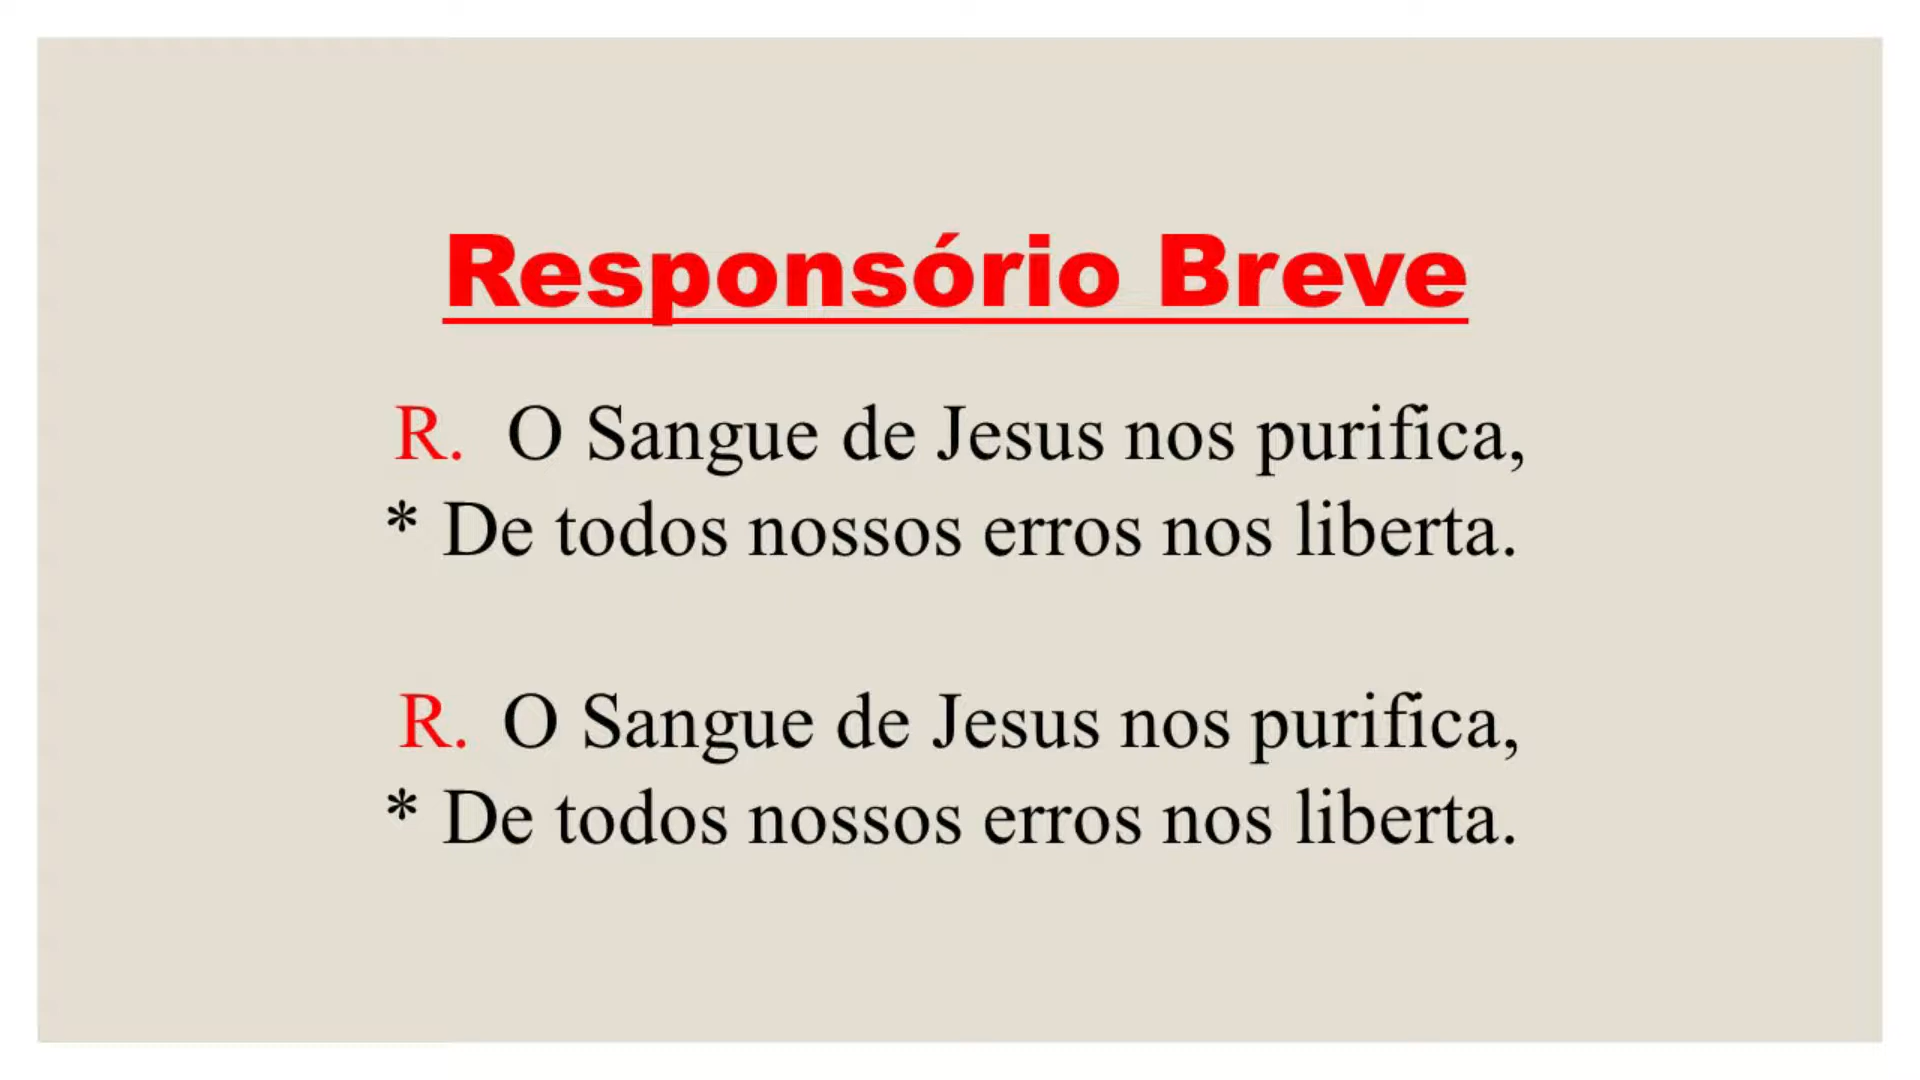 Responsório Breve
R. O Sangue de Jesus nos purifica,
* De todos nossos erros nos liberta.
R. O Sangue de Jesus nos purifica,
* De todos nossos erros nos liberta.